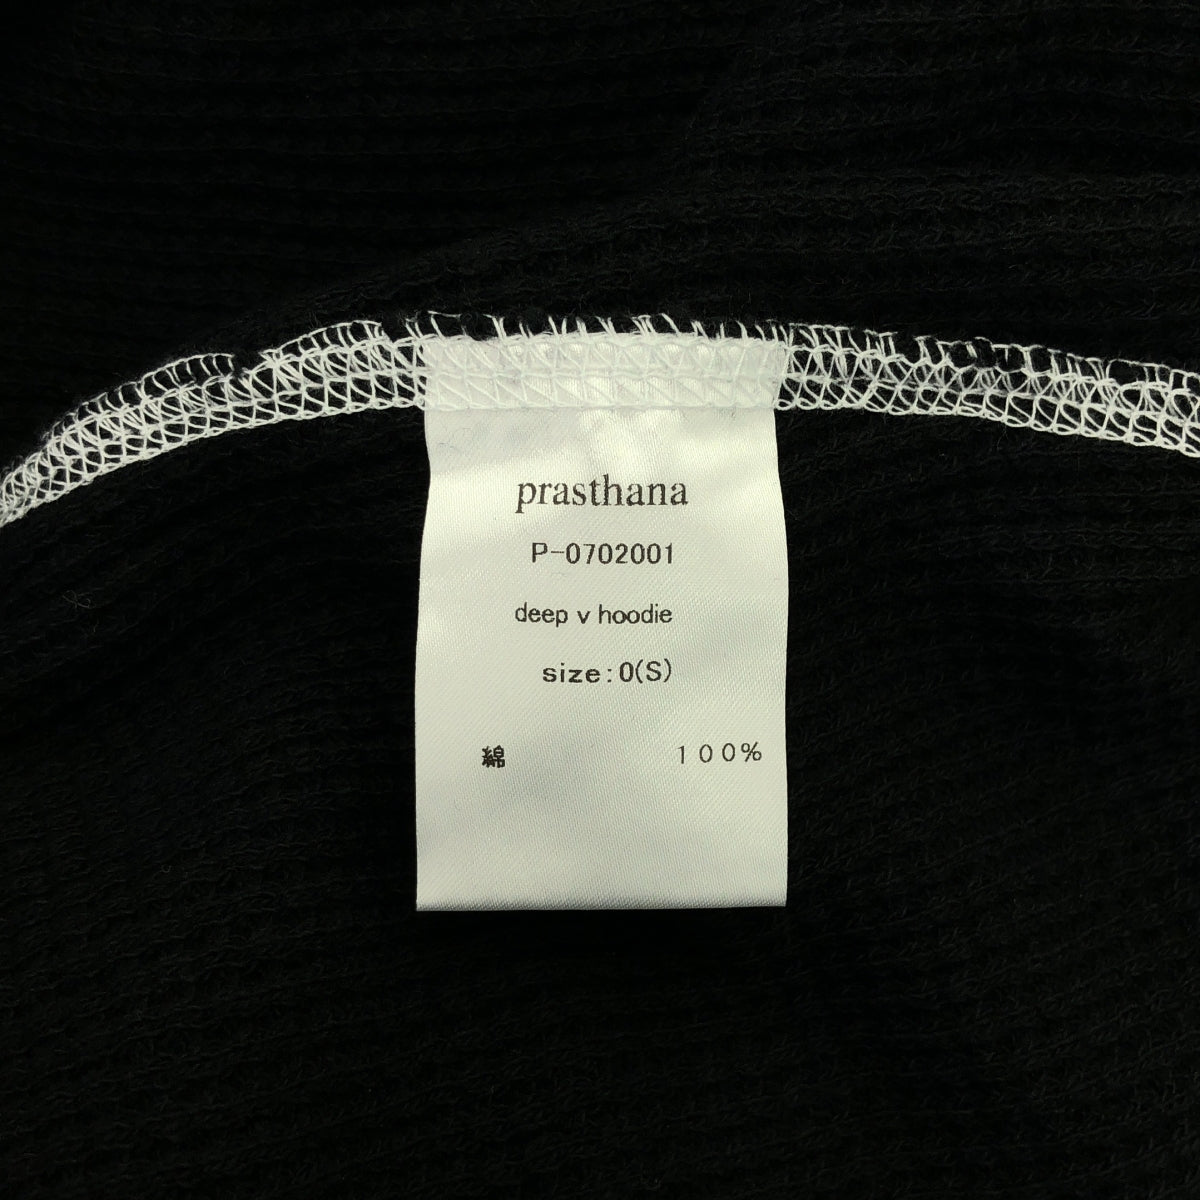 prasthana
P-0702001
deep v hoodie
size:0(S)
綿 100%